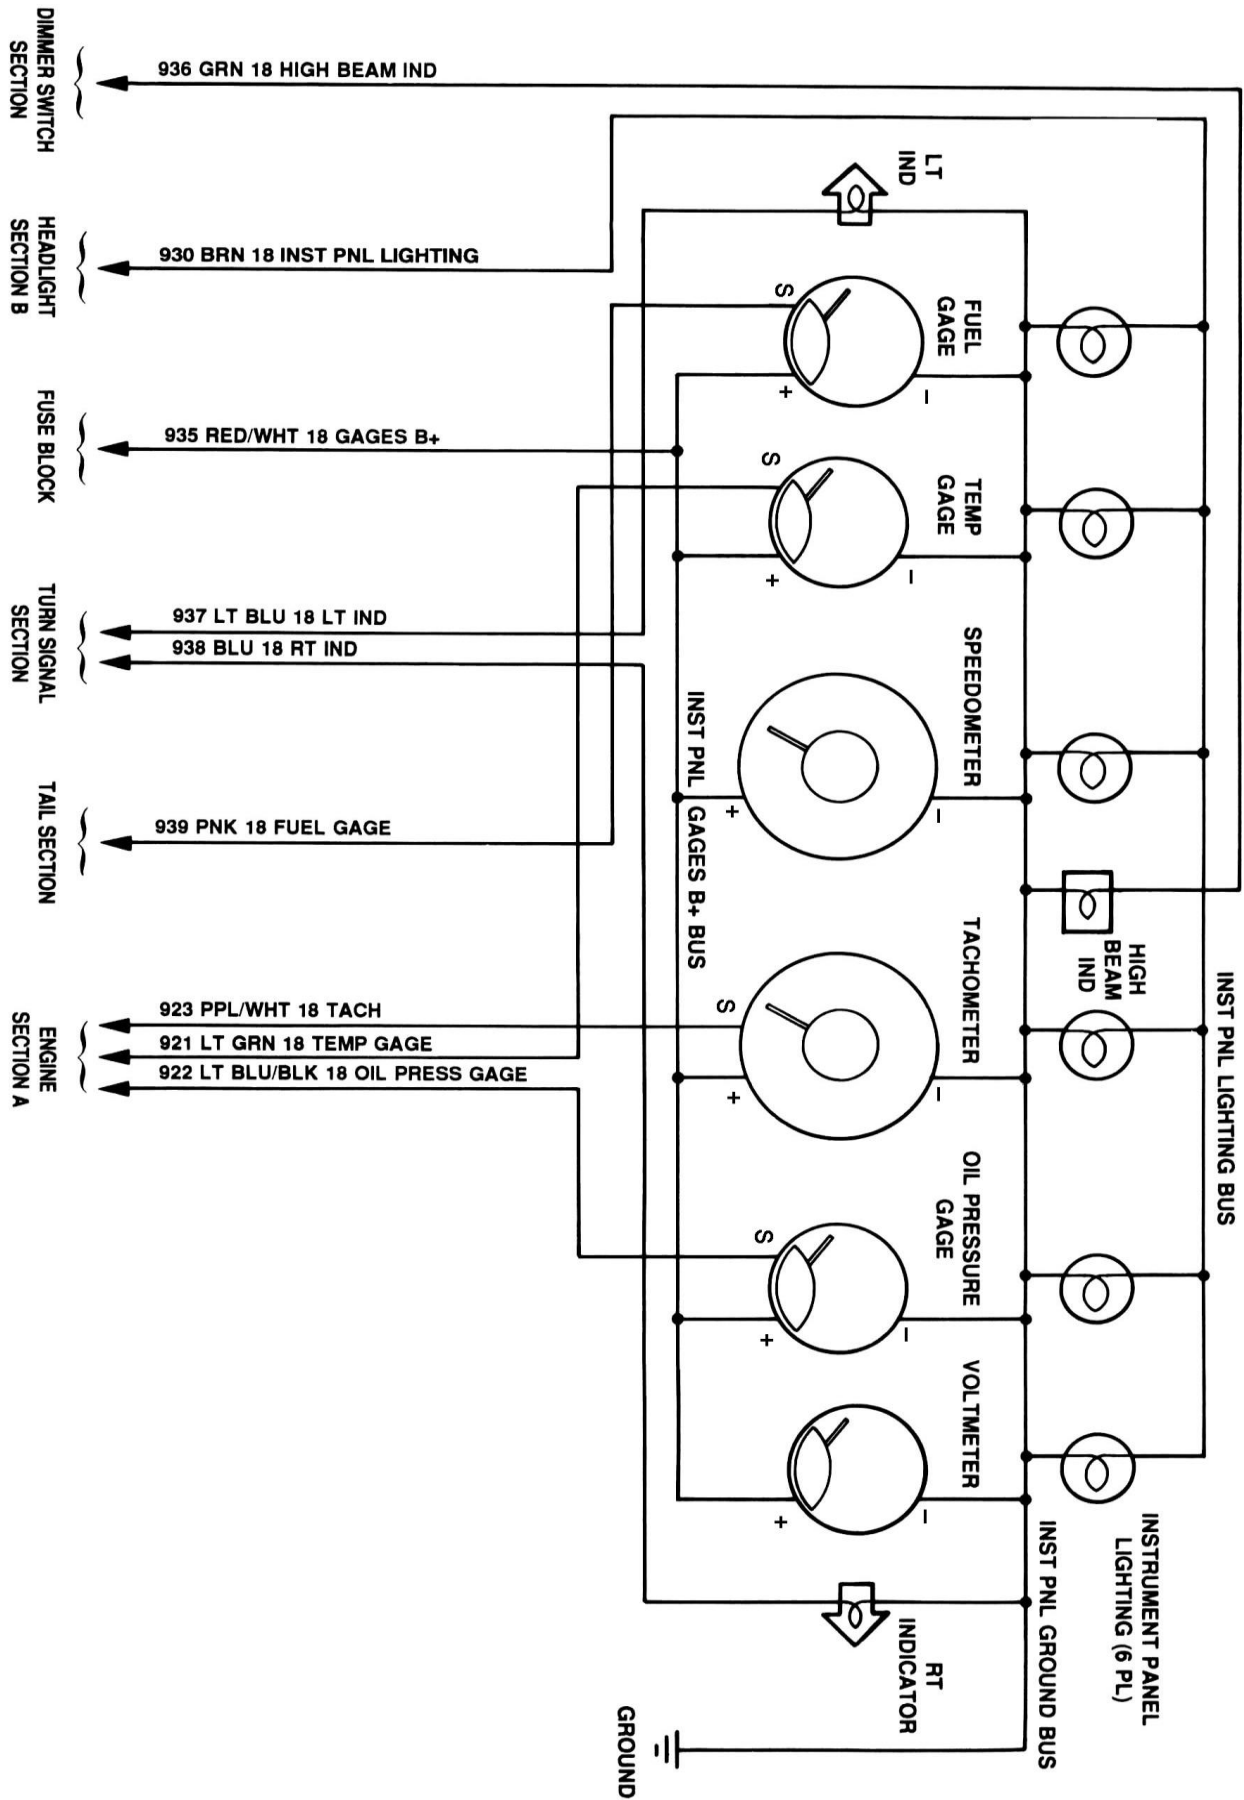 936 GRN 18 HIGH BEAM IND
930 BRN 18 INST PNL LIGHTING
935 RED/WHT 18 GAGES B+
937 LT BLU 18 LT IND
938 BLU 18 RT IND
939 PNK 18 FUEL GAGE
923 PPL/WHT 18 TACH
921 LT GRN 18 TEMP GAGE
922 LT BLU/BLK 18 OIL PRESS GAGE
DIMMER SWITCH
SECTION
HEADLIGHT
SECTION B
FUSE BLOCK
TURN SIGNAL
SECTION
TAIL SECTION
ENGINE
SECTION A
LT
IND
FUEL
GAGE
S
+
−
TEMP
GAGE
S
+
−
SPEEDOMETER
+
−
INST PNL GAGES B+ BUS
HIGH
BEAM
IND
TACHOMETER
S
+
−
OIL PRESSURE
GAGE
S
+
−
VOLTMETER
+
−
INST PNL LIGHTING BUS
INSTRUMENT PANEL
LIGHTING (6 PL)
INST PNL GROUND BUS
RT
INDICATOR
GROUND